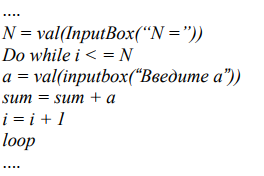 ....
N = val(InputBox(“N =”))
Do while i < = N
a = val(inputbox(“Введите a”))
sum = sum + a
i = i + 1
loop
....